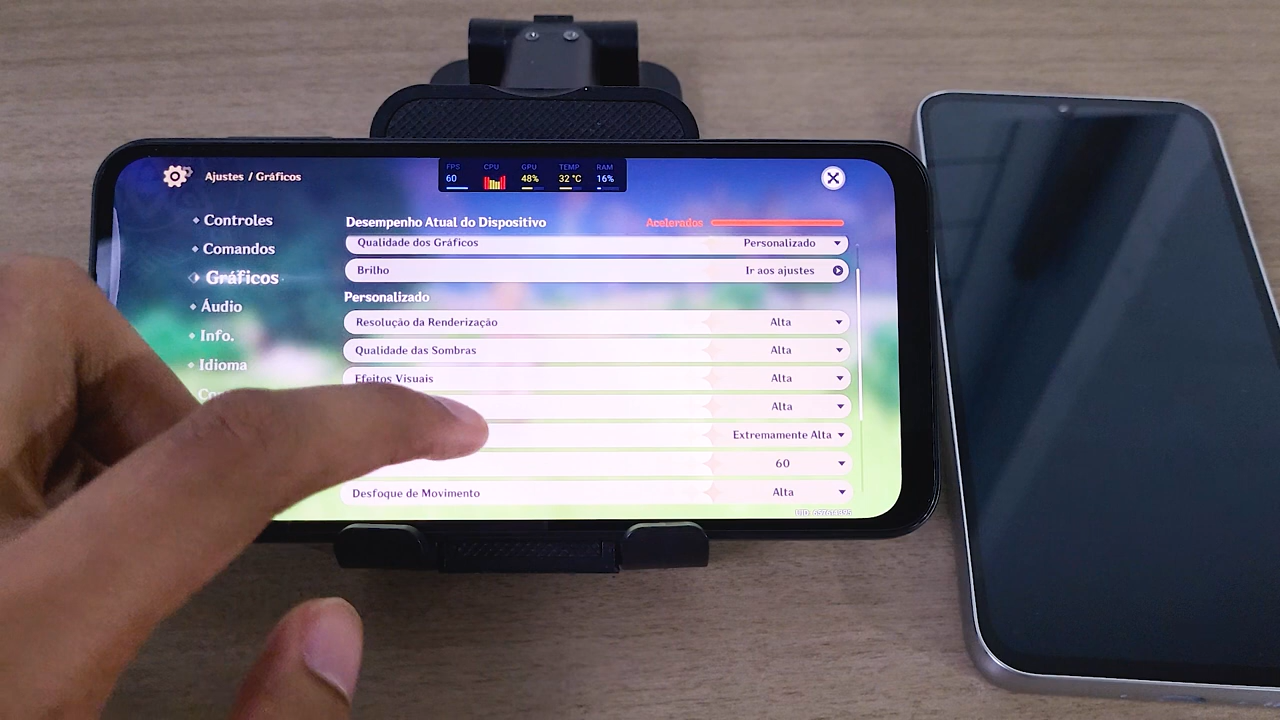 FPS CPU GPU TEMP RAM
60 48% 32 °C 16%
Ajustes / Gráficos
Controles
Comandos
Gráficos
Áudio
Info.
Idioma
Desempenho Atual do Dispositivo Acelerados
Qualidade dos Gráficos Personalizado
Brilho Ir aos ajustes
Personalizado
Resolução da Renderização Alta
Qualidade das Sombras Alta
Efeitos Visuais Alta
Alta
Extremamente Alta
60
Desfoque de Movimento Alta